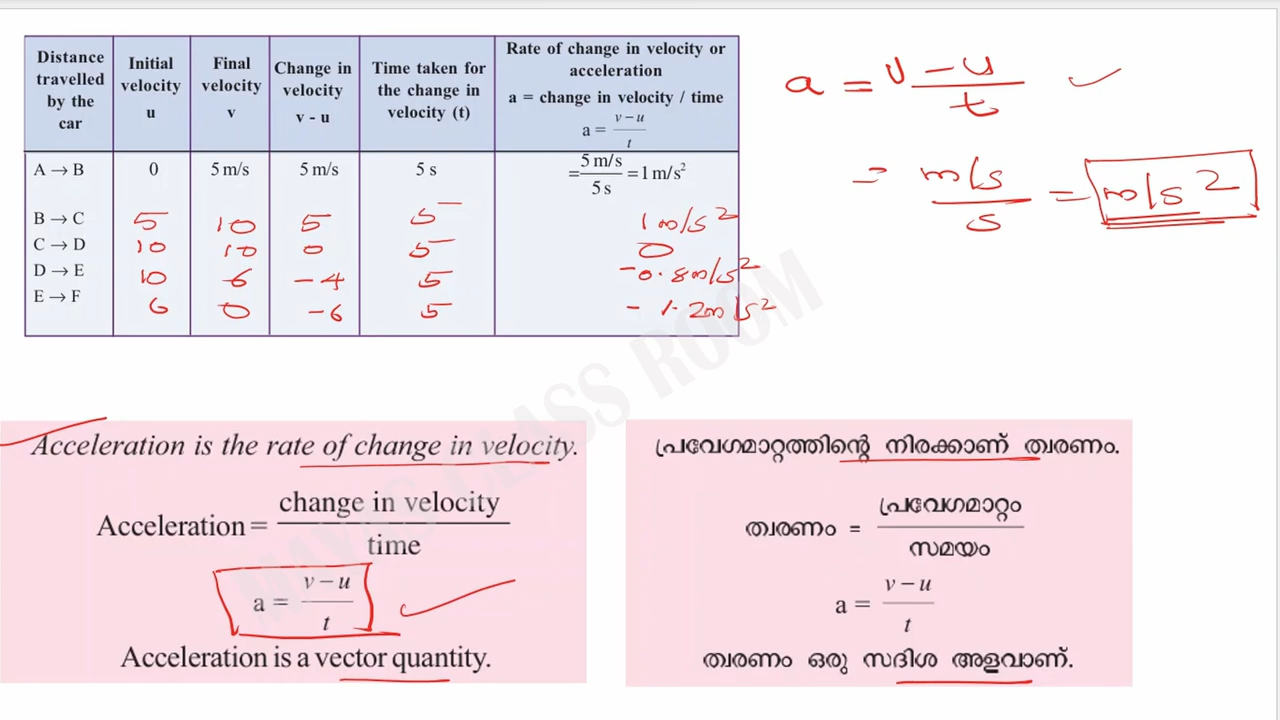 Distance travelled by the car | Initial velocity u | Final velocity v | Change in velocity v - u | Time taken for the change in velocity (t) | Rate of change in velocity or acceleration a = change in velocity / time a = v – u / t
A → B | 0 | 5 m/s | 5 m/s | 5 s | = 5 m/s / 5 s = 1 m/s²
B → C | 5 | 10 | 5 | 5 | 1 m/s²
C → D | 10 | 10 | 0 | 5 | 0
D → E | 10 | 6 | -4 | 5 | -0.8 m/s²
E → F | 6 | 0 | -6 | 5 | -1.2 m/s²
a = v - u / t
= m/s / s = m/s²
Acceleration is the rate of change in velocity.
Acceleration = change in velocity / time
a = v – u / t
Acceleration is a vector quantity.
പ്രവേഗമാറ്റത്തിന്റെ നിരക്കാണ് ത്വരണം.
ത്വരണം = പ്രവേഗമാറ്റം / സമയം
a = v – u / t
ത്വരണം ഒരു സദിശ അളവാണ്.
CLASS ROOM